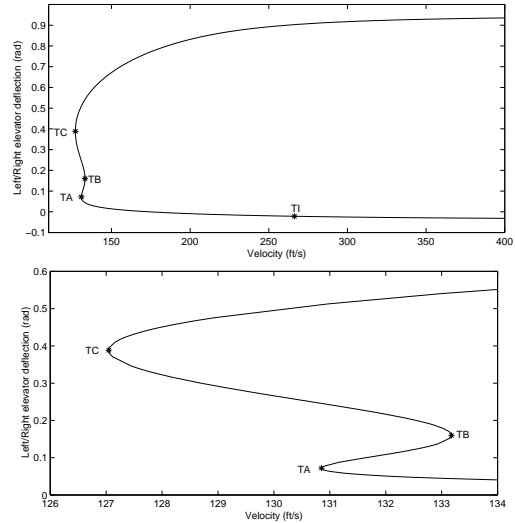 Left/Right elevator deflection (rad)
0.9
0.8
0.7
0.6
0.5
0.4
0.3
0.2
0.1
0
−0.1
TC
TB
TA
TI
150 200 250 300 350 400
Velocity (ft/s)
Left/Right elevator deflection (rad)
0.6
0.5
0.4
0.3
0.2
0.1
0
TC
TB
TA
126 127 128 129 130 131 132 133 134
Velocity (ft/s)